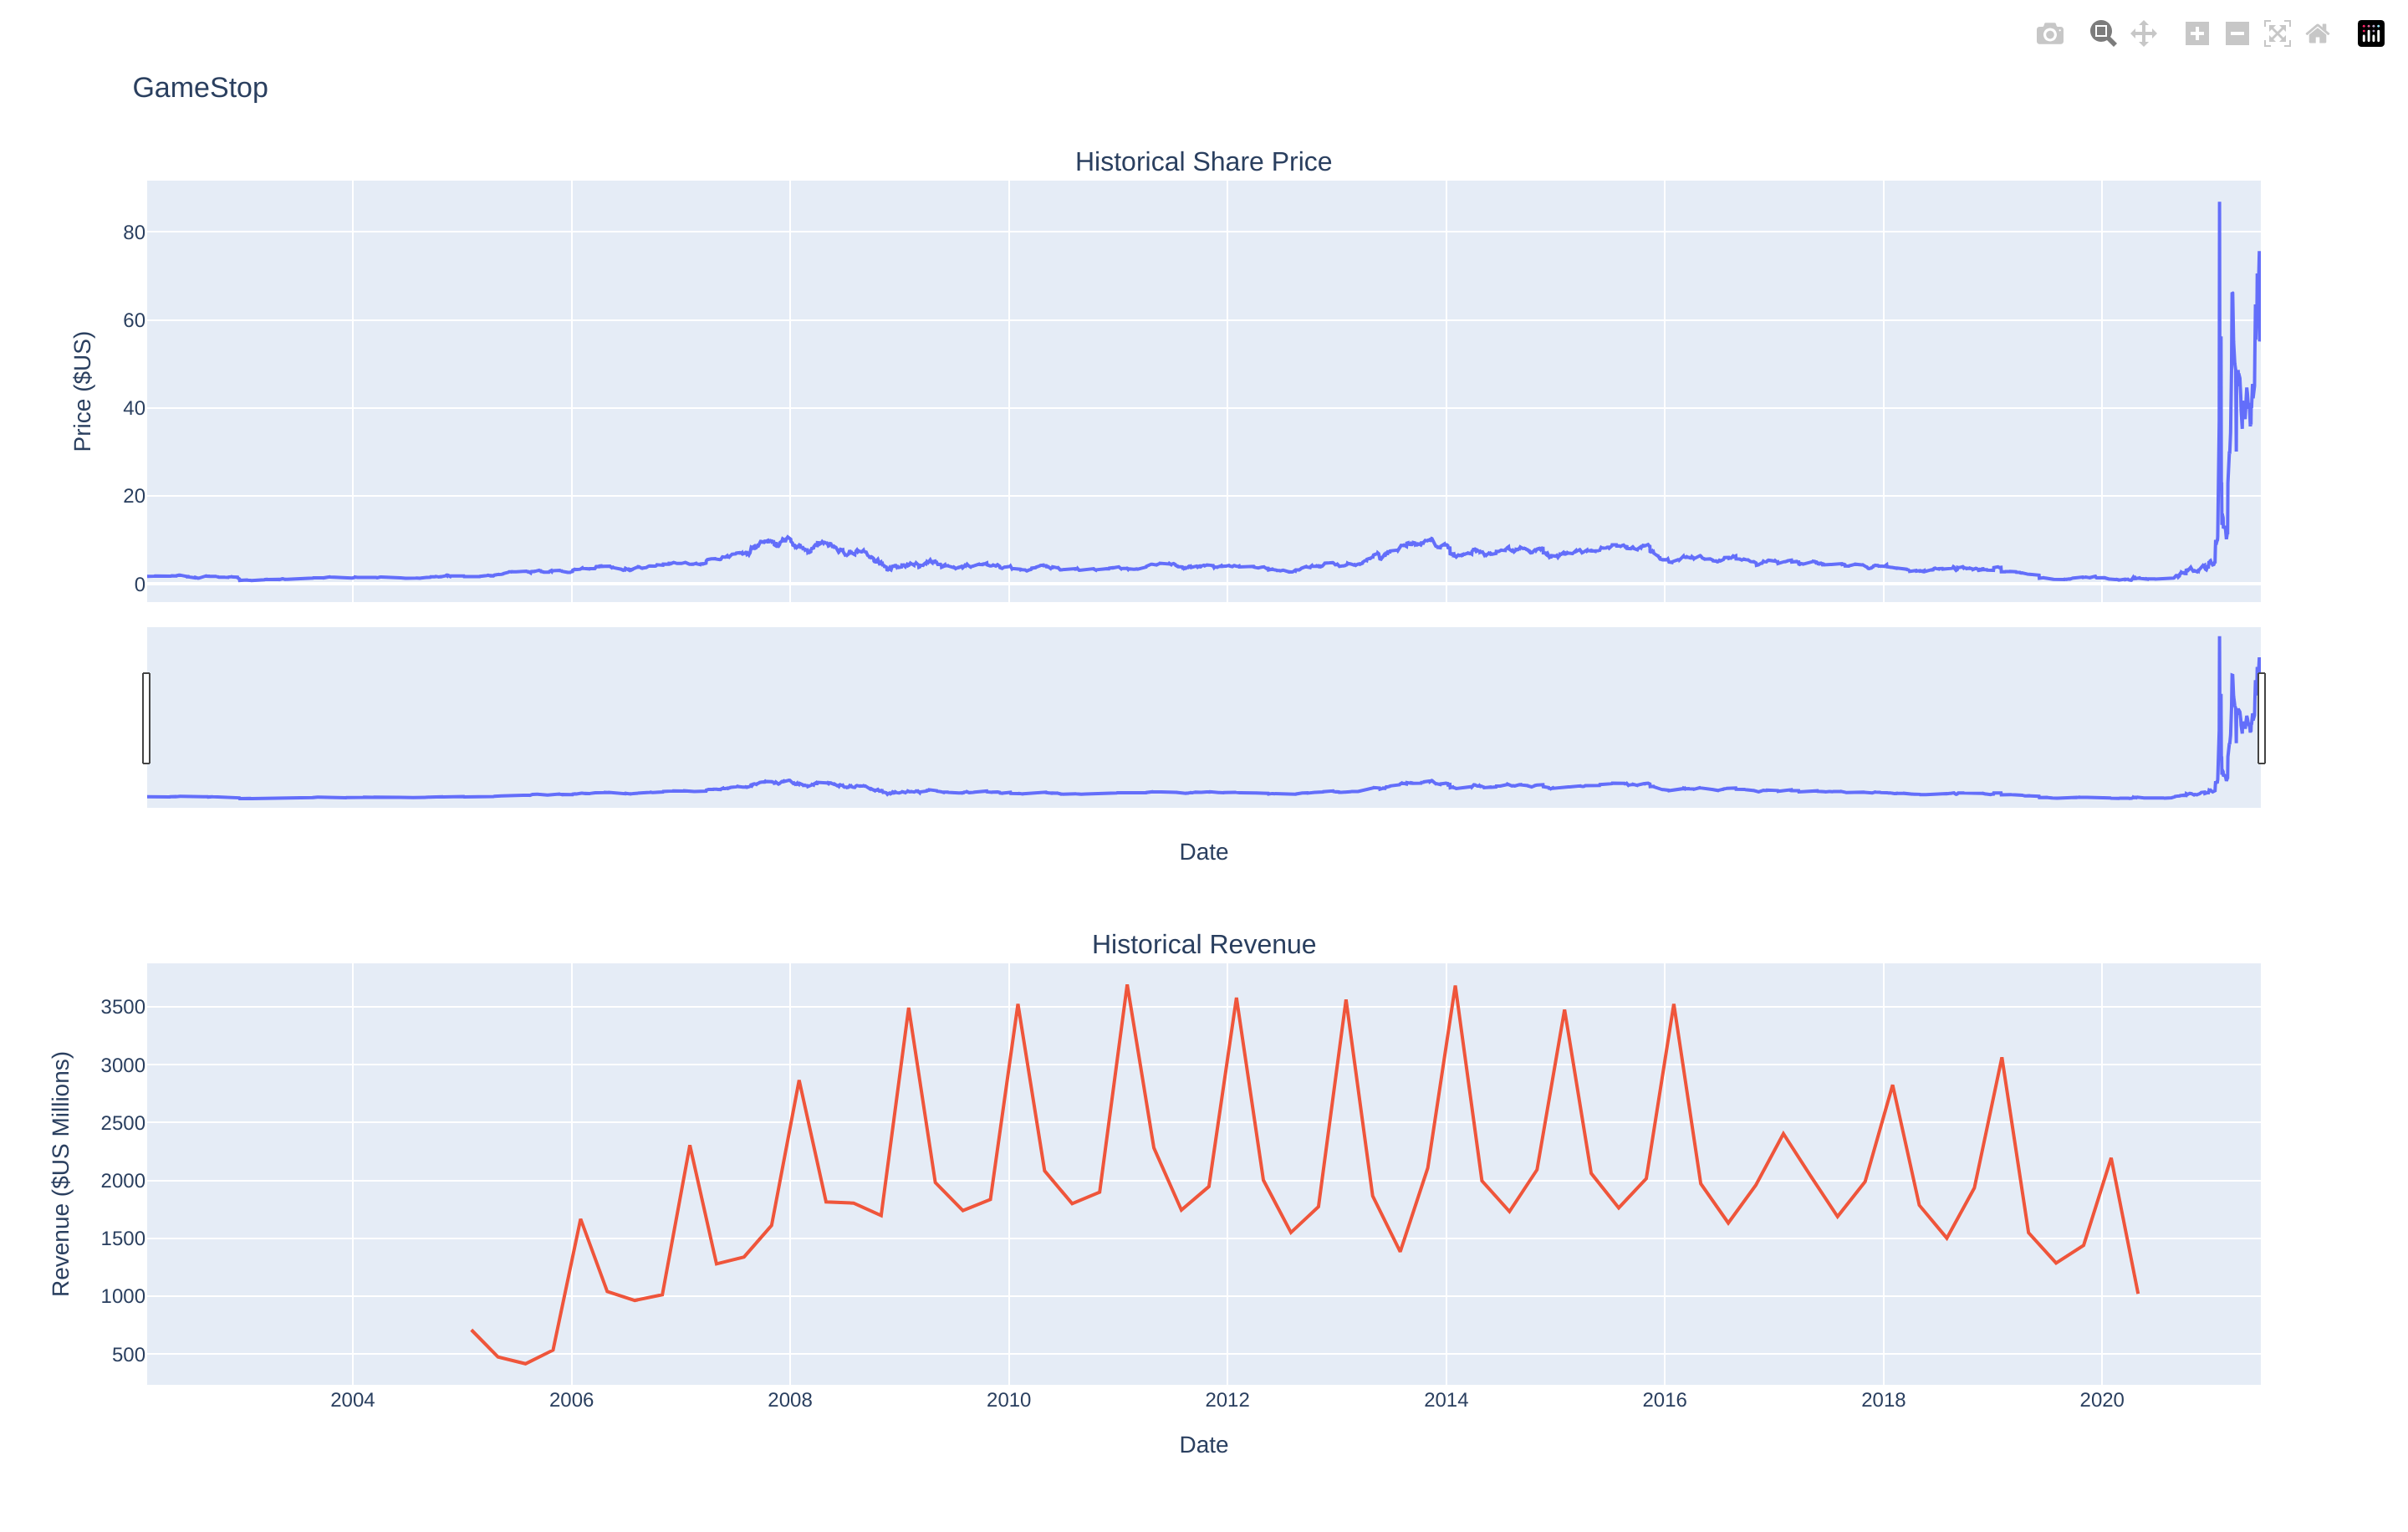 GameStop
Historical Share Price
80
60
40
20
0
Price ($US)
Date
Historical Revenue
3500
3000
2500
2000
1500
1000
500
Revenue ($US Millions)
2004 2006 2008 2010 2012 2014 2016 2018 2020
Date